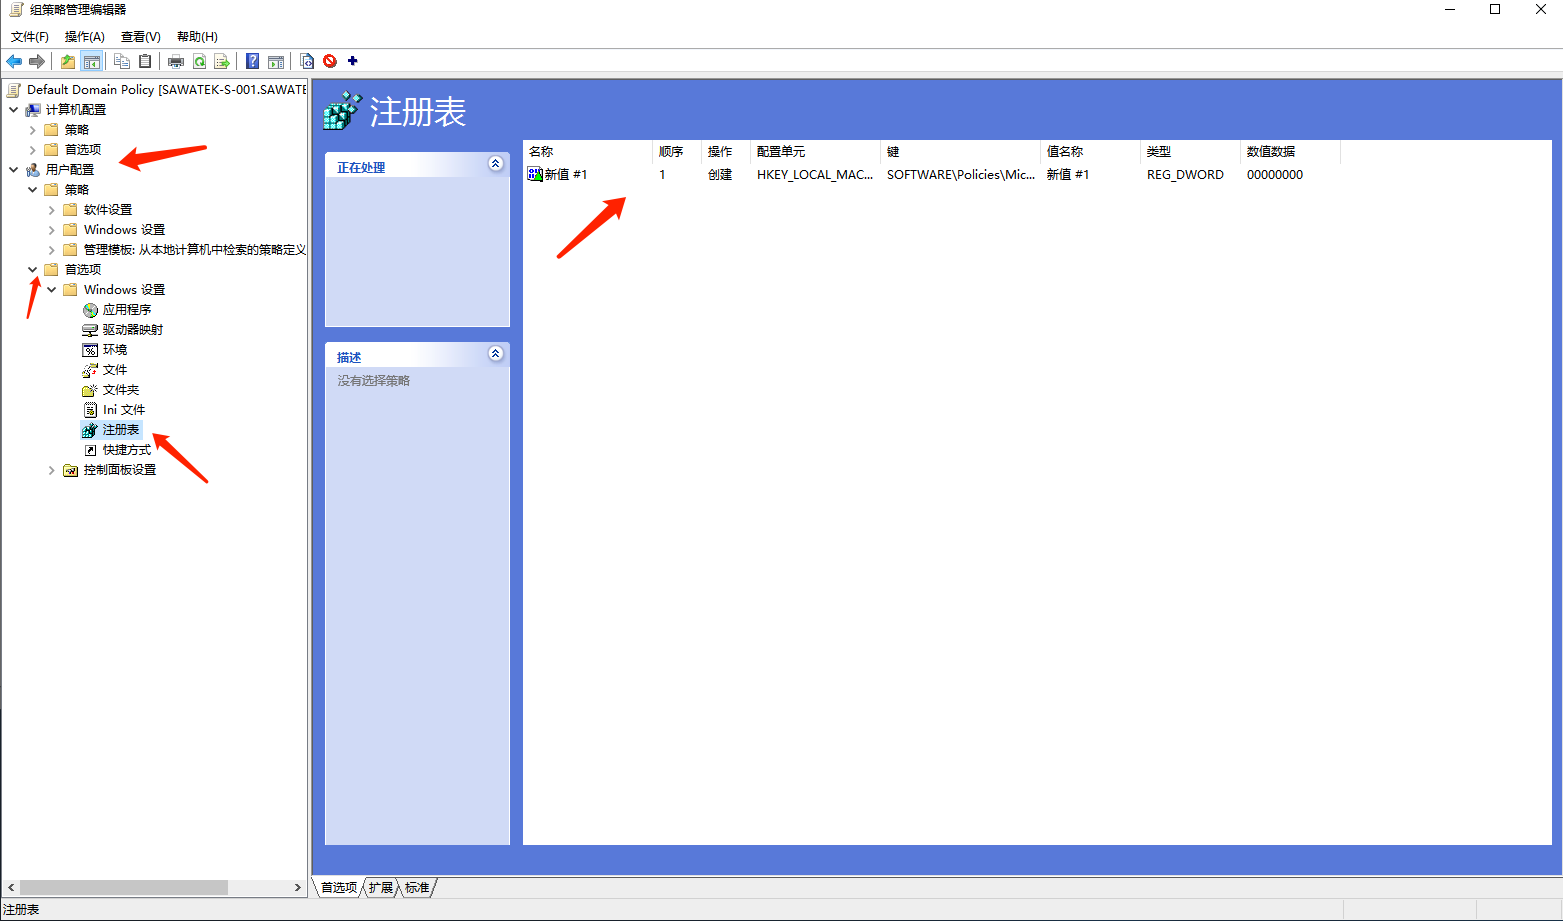 组策略管理编辑器
文件(F) 操作(A) 查看(V) 帮助(H)
Default Domain Policy [SAWATEK-S-001.SAWATE
计算机配置
策略
首选项
用户配置
策略
软件设置
Windows 设置
管理模板: 从本地计算机中检索的策略定义
首选项
Windows 设置
应用程序
驱动器映射
环境
文件
文件夹
Ini 文件
注册表
快捷方式
控制面板设置
注册表
正在处理
描述
没有选择策略
名称 顺序 操作 配置单元 键 值名称 类型 数值数据
新值 #1 1 创建 HKEY_LOCAL_MAC... SOFTWARE\Policies\Mic... 新值 #1 REG_DWORD 00000000
首选项 扩展 标准
注册表